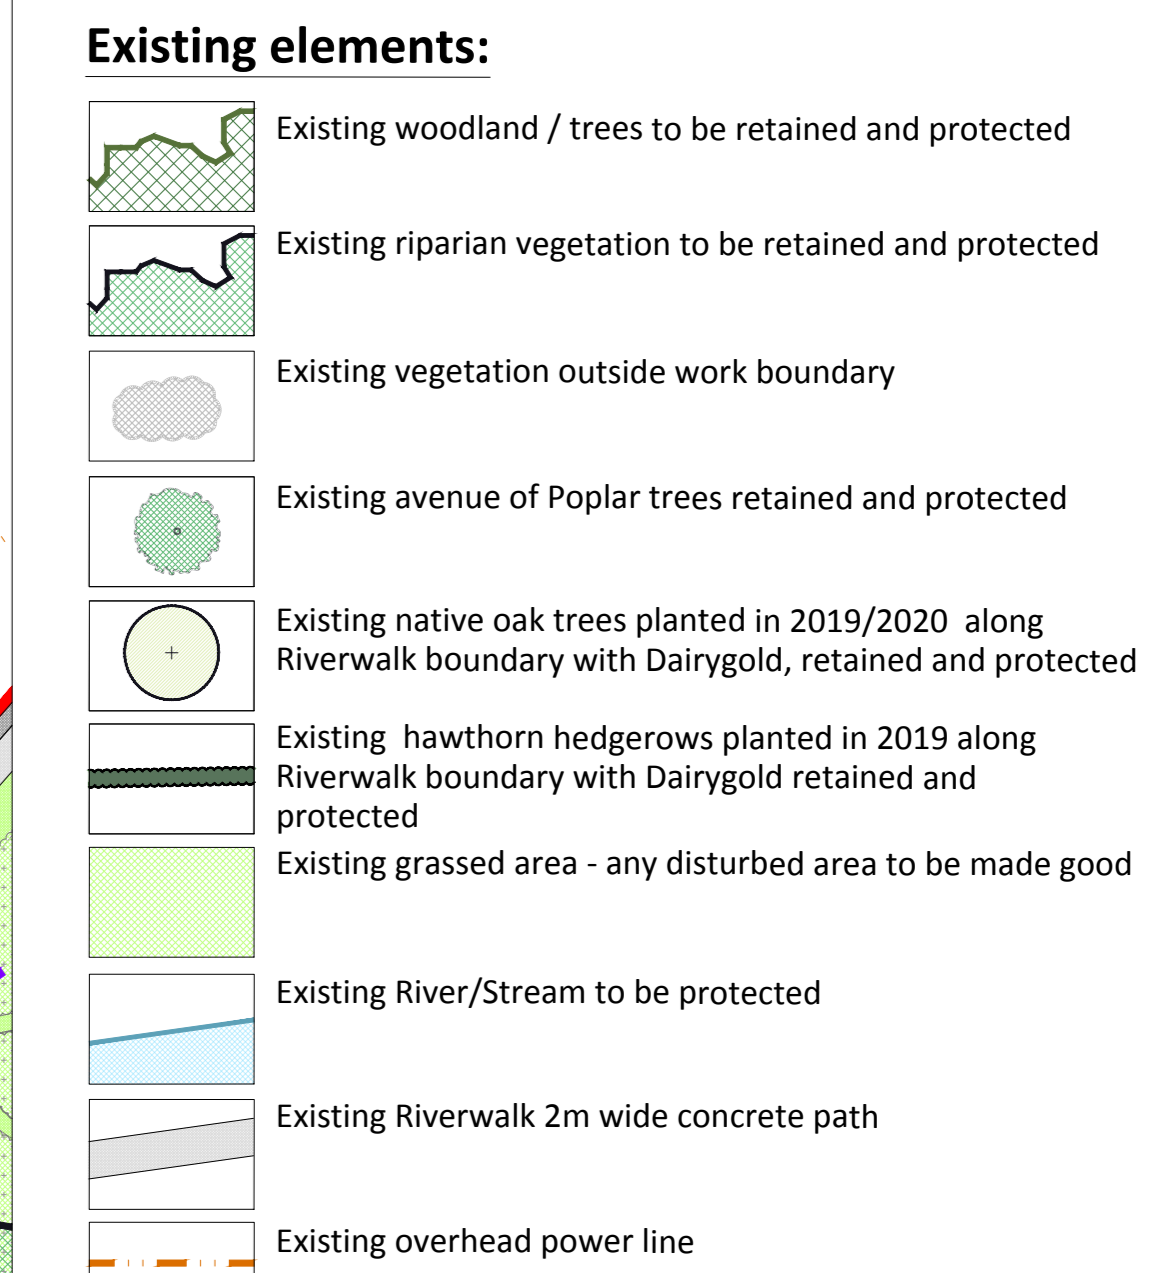 Existing elements:
Existing woodland / trees to be retained and protected
Existing riparian vegetation to be retained and protected
Existing vegetation outside work boundary
Existing avenue of Poplar trees retained and protected
Existing native oak trees planted in 2019/2020  along
Riverwalk boundary with Dairygold, retained and protected
Existing  hawthorn hedgerows planted in 2019 along
Riverwalk boundary with Dairygold retained and
protected
Existing grassed area - any disturbed area to be made good
Existing River/Stream to be protected
Existing Riverwalk 2m wide concrete path
Existing overhead power line